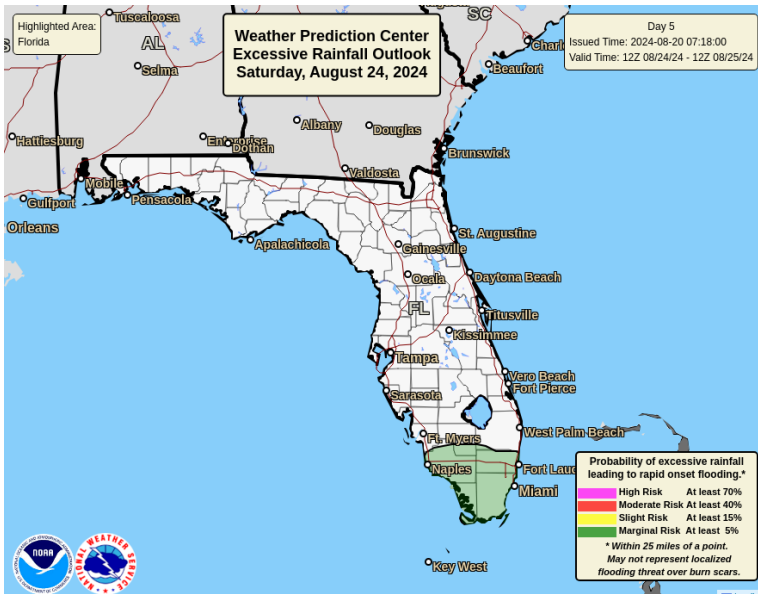 Highlighted Area:
Florida
Weather Prediction Center
Excessive Rainfall Outlook
Saturday, August 24, 2024
Day 5
Issued Time: 2024-08-20 07:18:00
Valid Time: 12Z 08/24/24 - 12Z 08/25/24
Tuscaloosa
SC
AL
Selma
Beaufort
Albany
Douglas
Hattiesburg
Dothan
Brunswick
Valdosta
Mobile
Pensacola
Gulfport
Orleans
St. Augustine
Apalachicola
Gainesville
Ocala
Daytona Beach
FL
Titusville
Kissimmee
Tampa
Vero Beach
Fort Pierce
Sarasota
West Palm Beach
Ft. Myers
Naples
Fort Laud
Miami
Key West
Probability of excessive rainfall
leading to rapid onset flooding.*
High Risk At least 70%
Moderate Risk At least 40%
Slight Risk At least 15%
Marginal Risk At least 5%
* Within 25 miles of a point.
May not represent localized
flooding threat over burn scars.
NOAA
NATIONAL WEATHER SERVICE